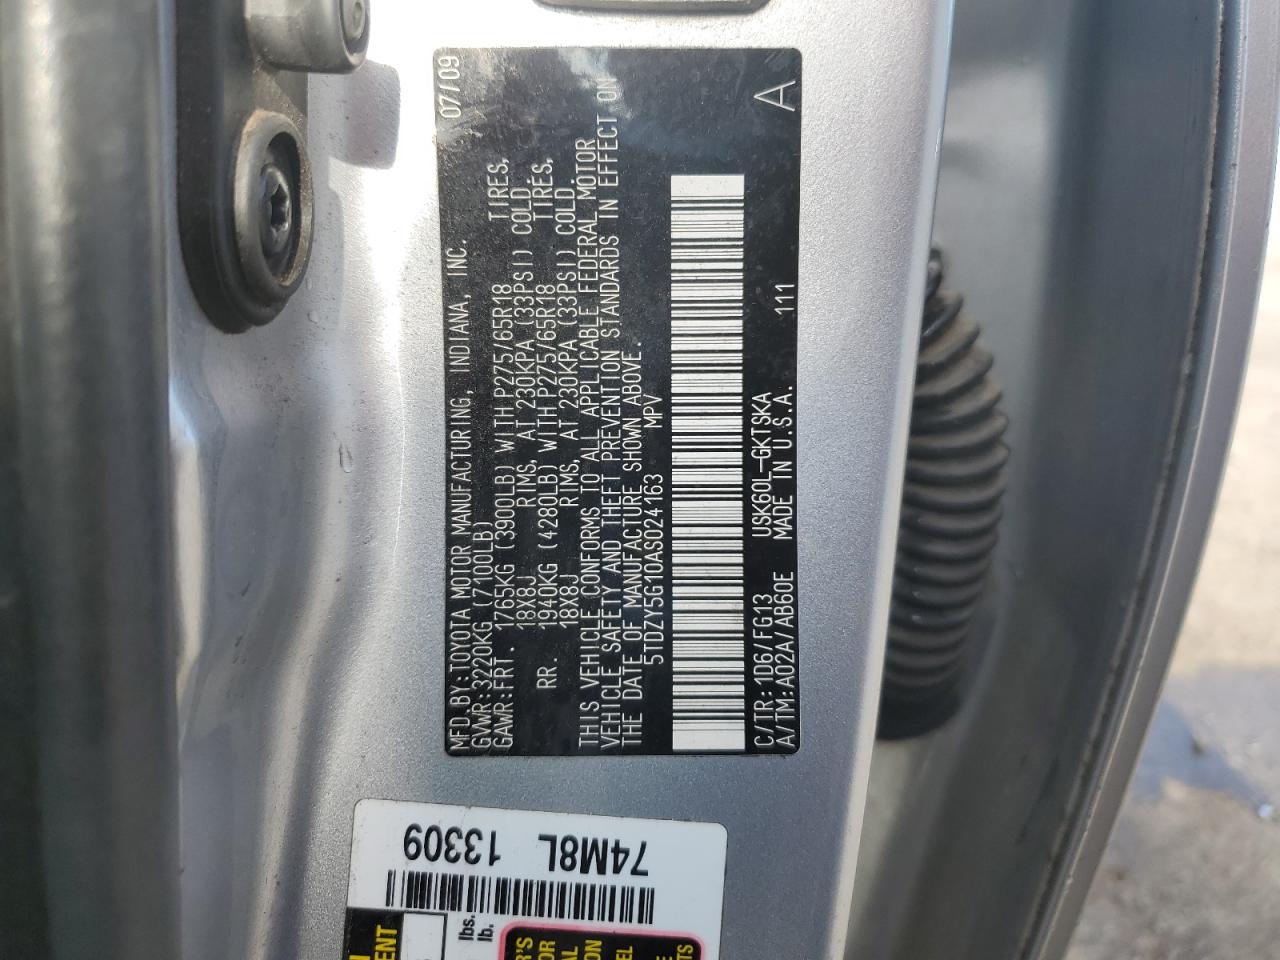 MFD.BY:TOYOTA MOTOR MANUFACTURING, INDIANA, INC. 07/09
GVWR:3220KG (7100LB)
GAWR:FRT. 1765KG (3900LB) WITH P275/65R18 TIRES,
18X8J RIMS, AT 230KPA (33PSI) COLD
RR. 1940KG (4280LB) WITH P275/65R18 TIRES,
18X8J RIMS, AT 230KPA (33PSI) COLD.
THIS VEHICLE CONFORMS TO ALL APPLICABLE FEDERAL MOTOR
VEHICLE SAFETY AND THEFT PREVENTION STANDARDS IN EFFECT ON
THE DATE OF MANUFACTURE SHOWN ABOVE.
5TDZY5G10AS024163 MPV
C/TR:1D6/FG13 USK60L-GKTSKA
A/TM:A02A/AB60E MADE IN U.S.A. 111 A
74M8L
13309
lbs.
lb.